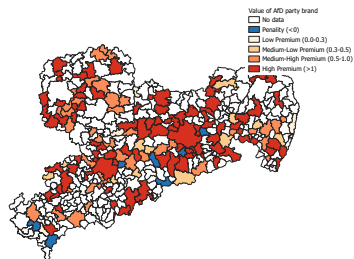 Value of AfD party brand
No data
Penality (<0)
Low Premium (0.0-0.3)
Medium-Low Premium (0.3-0.5)
Medium-High Premium (0.5-1.0)
High Premium (>1)